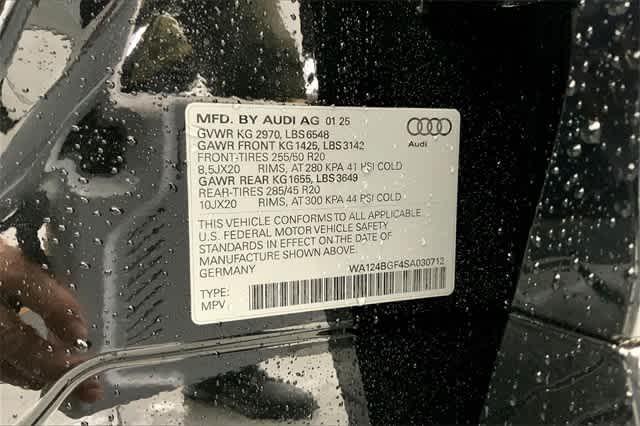 MFD. BY AUDI AG 01 25
GVWR KG 2970, LBS 6548
GAWR FRONT KG 1425, LBS 3142
FRONT-TIRES 255/50 R20
8,5JX20 RIMS, AT 280 KPA 41 PSI COLD
GAWR REAR KG 1655, LBS 3649
REAR-TIRES 285/45 R20
10JX20 RIMS, AT 300 KPA 44 PSI COLD
THIS VEHICLE CONFORMS TO ALL APPLICABLE
U.S. FEDERAL MOTOR VEHICLE SAFETY
STANDARDS IN EFFECT ON THE DATE OF
MANUFACTURE SHOWN ABOVE.
GERMANY WA124BGF4SA030712
TYPE:
MPV
Audi